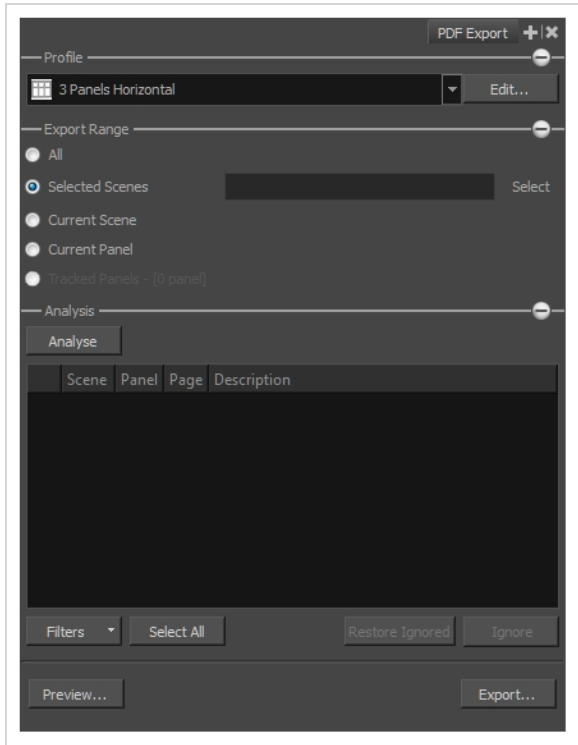 PDF Export
Profile
3 Panels Horizontal Edit...
Export Range
All
Selected Scenes Select
Current Scene
Current Panel
Tracked Panels - [0 panel]
Analysis
Analyse
Scene Panel Page Description
Filters Select All Restore Ignored Ignore
Preview... Export...